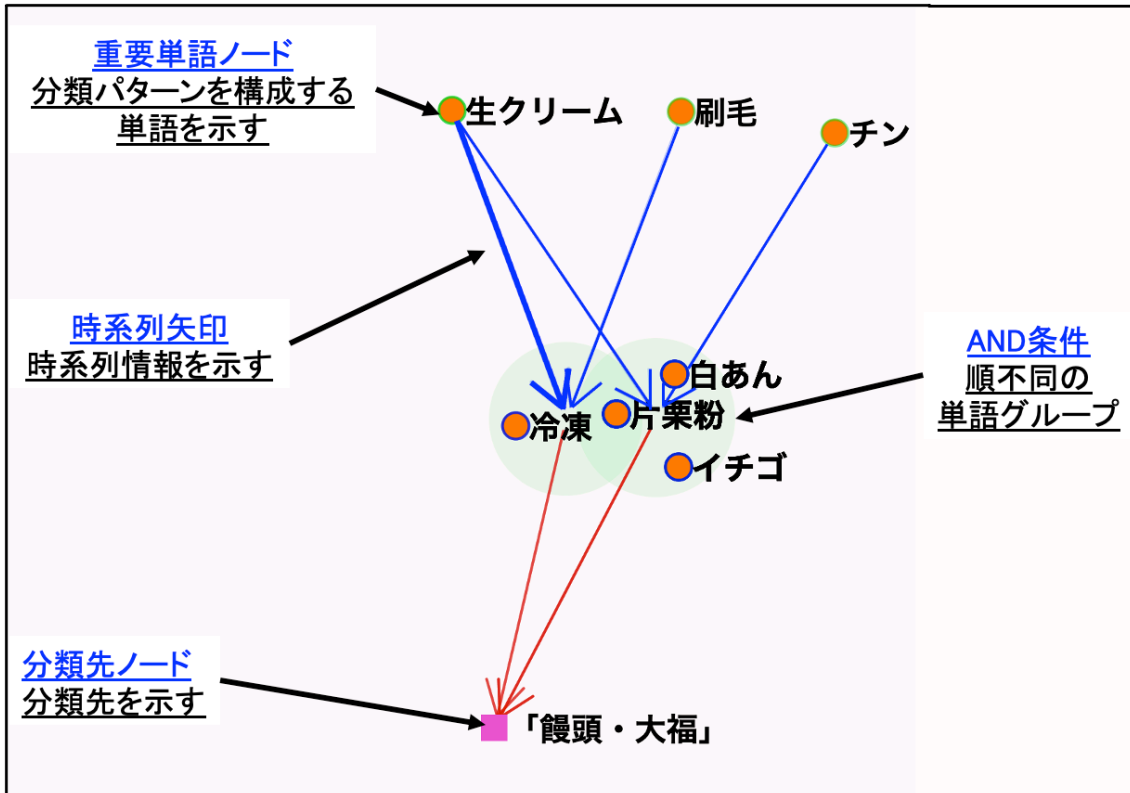 重要単語ノード
分類パターンを構成する
単語を示す
生クリーム
刷毛
チン
時系列矢印
時系列情報を示す
AND条件
順不同の
単語グループ
白あん
片栗粉
冷凍
イチゴ
分類先ノード
分類先を示す
「饅頭・大福」